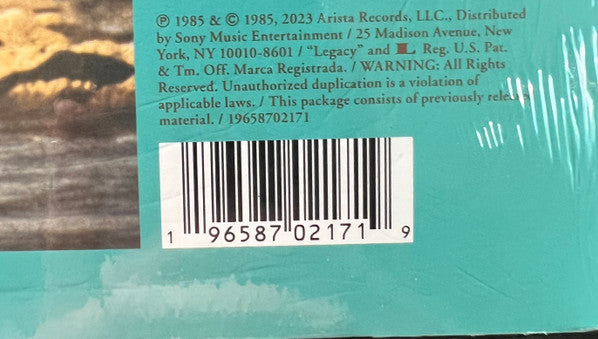 ℗ 1985 & © 1985, 2023 Arista Records, LLC., Distributed
by Sony Music Entertainment / 25 Madison Avenue, New
York, NY 10010-8601 / "Legacy" and L Reg. U.S. Pat.
& Tm. Off. Marca Registrada. / WARNING: All Rights
Reserved. Unauthorized duplication is a violation of
applicable laws. / This package consists of previously
material. / 19658702171
1 96587 02171 9